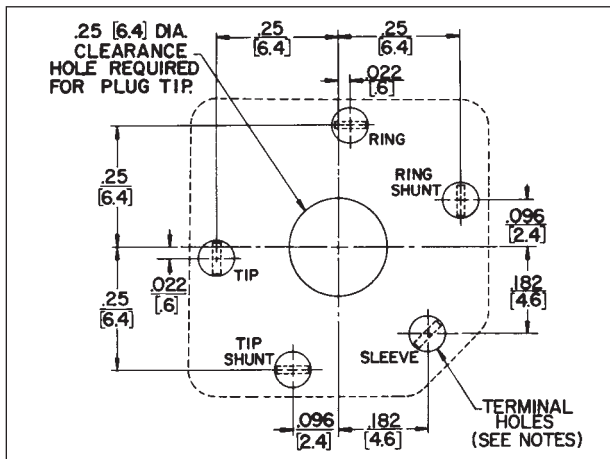 .25 [6.4] DIA.
CLEARANCE
HOLE REQUIRED
FOR PLUG TIP.
.25
[6.4]
.25
[6.4]
.022
[.6]
RING
.25
[6.4]
RING
SHUNT
.096
[2.4]
TIP
.022
[.6]
.182
[4.6]
.25
[6.4]
TIP
SHUNT
SLEEVE
.096
[2.4]
.182
[4.6]
TERMINAL
HOLES
(SEE NOTES)